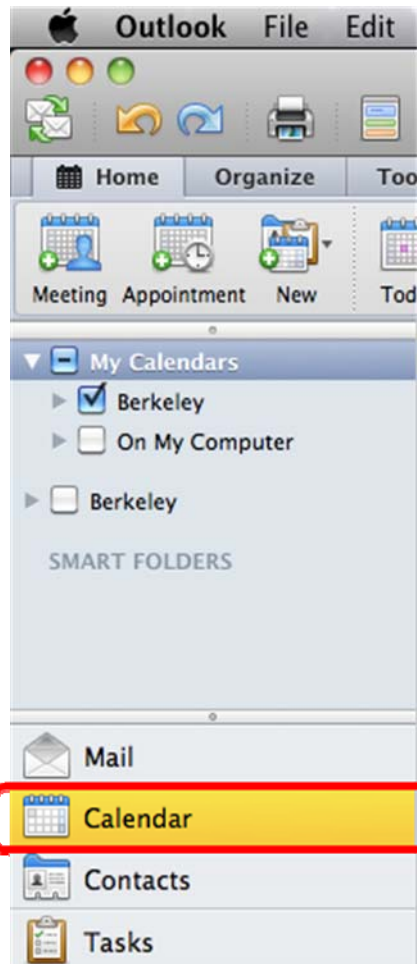 Outlook File Edit
Home Organize Too
Meeting Appointment New Tod
My Calendars
Berkeley
On My Computer
Berkeley
SMART FOLDERS
Mail
Calendar
Contacts
Tasks